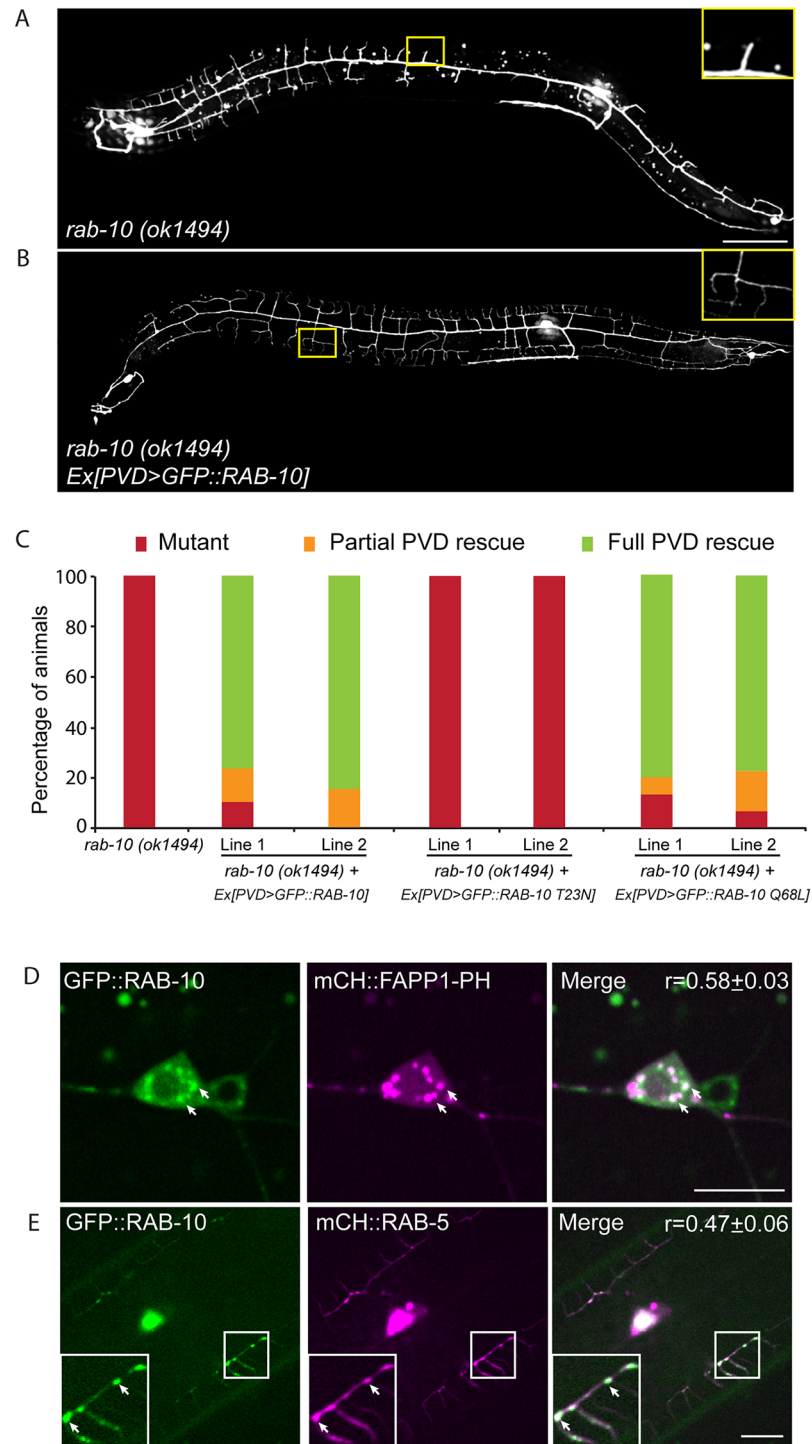 A
rab-10 (ok1494)
B
rab-10 (ok1494)
Ex[PVD>GFP::RAB-10]
C
Mutant Partial PVD rescue Full PVD rescue
Percentage of animals
100
80
60
40
20
0
rab-10 (ok1494) Line 1 Line 2 Line 1 Line 2 Line 1 Line 2
rab-10 (ok1494) + rab-10 (ok1494) + rab-10 (ok1494) +
Ex[PVD>GFP::RAB-10] Ex[PVD>GFP::RAB-10 T23N] Ex[PVD>GFP::RAB-10 Q68L]
D
GFP::RAB-10 mCH::FAPP1-PH Merge r=0.58±0.03
E
GFP::RAB-10 mCH::RAB-5 Merge r=0.47±0.06